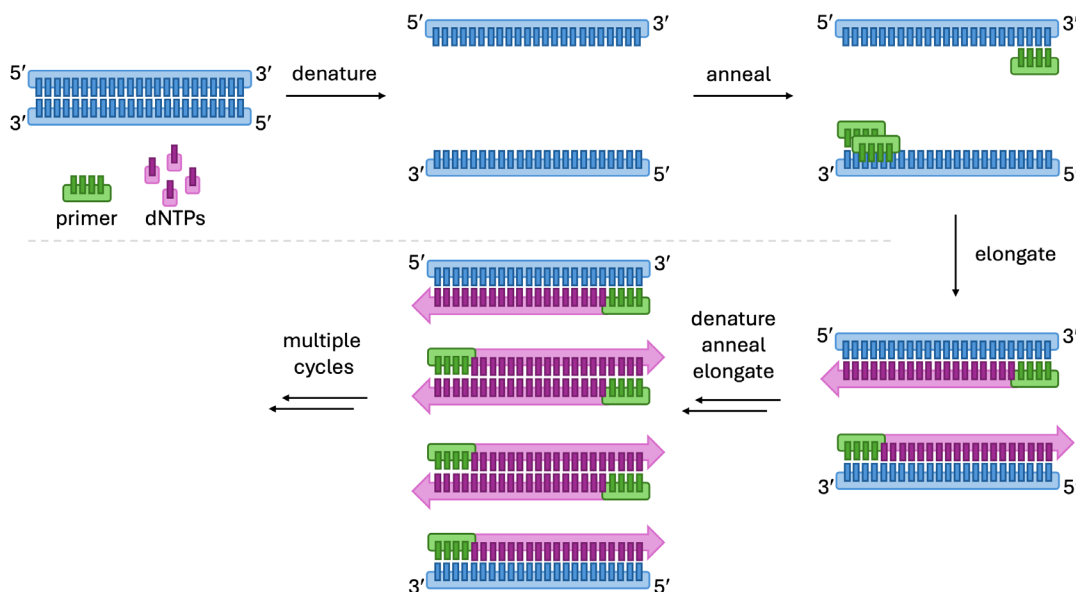 5′ 3′
3′ 5′
primer dNTPs
denature
5′ 3′
3′ 5′
anneal
5′ 3′
3′ 5
elongate
5′ 3′
3′ 5
denature
anneal
elongate
5′ 3′
3′ 5′
multiple
cycles